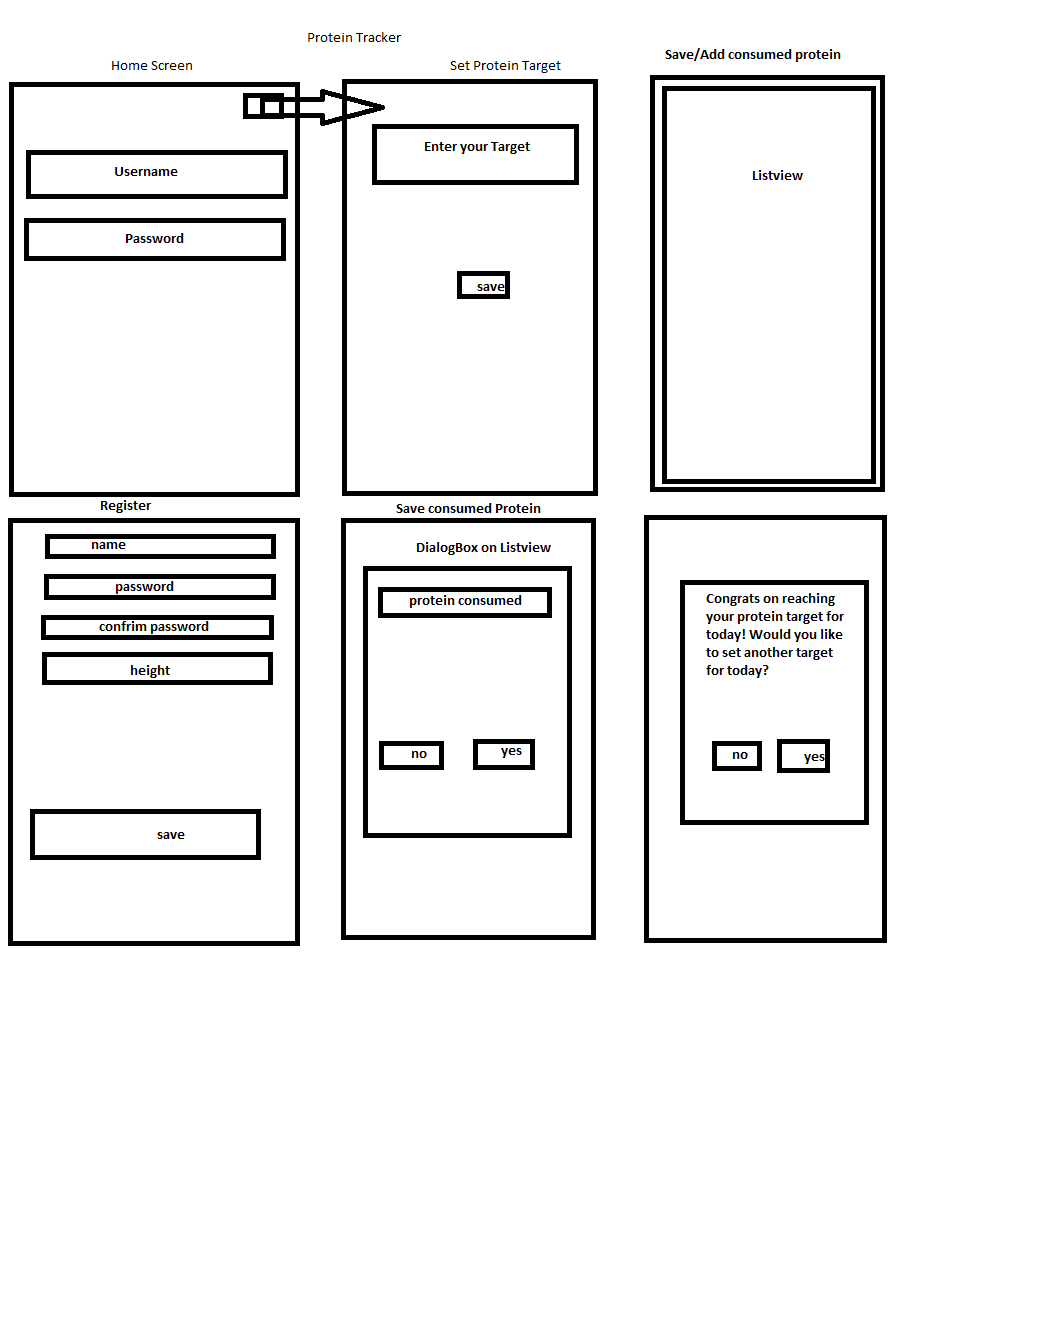 Protein Tracker
Home Screen
Set Protein Target
Save/Add consumed protein
Username
Password
Enter your Target
save
Listview
Register
name
password
confrim password
height
save
Save consumed Protein
DialogBox on Listview
protein consumed
no
yes
Congrats on reaching
your protein target for
today! Would you like
to set another target
for today?
no
yes